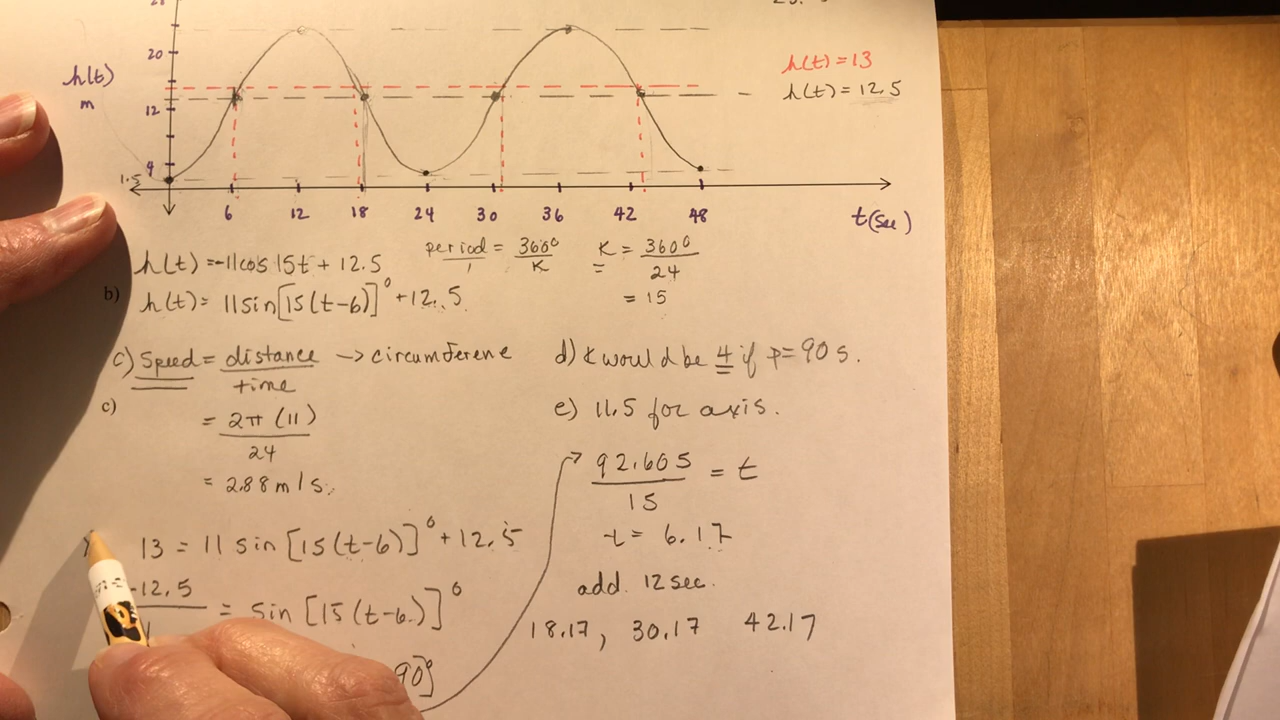 20
h(t)
m
12
4
1.5
6 12 18 24 30 36 42 48
t(sec)
h(t) = 13
h(t) = 12.5
h(t) = -11cos 15t + 12.5
period = 360°/K
K = 360°/24
= 15
b) h(t) = 11 sin[15(t-6)]° + 12.5
c) Speed = distance/time → circumference
c)
= 2π(11)/24
= 2.88 m/s.
d) K would be 4 if p = 90 s.
e) 11.5 for axis.
13 = 11 sin [15(t-6)]° + 12.5
-12.5
= sin [15(t-6)]°
90°]
92.605/15 = t
t = 6.17
add 12 sec.
18.17, 30.17 42.17